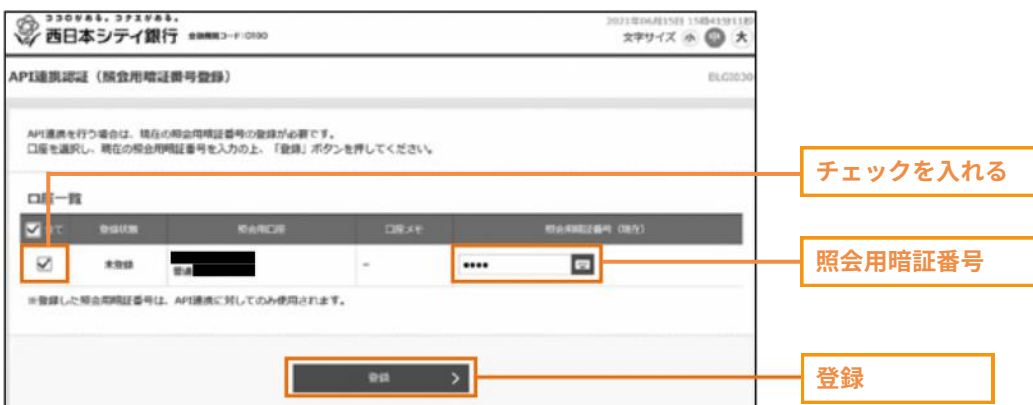 ココロがある。コタエがある。
西日本シティ銀行 金融機関コード:0190
2021年06月15日 15時41分11秒
文字サイズ 小 中 大
API連携認証（照会用暗証番号登録）
BLGI030
API連携を行う場合は、現在の照会用暗証番号の登録が必要です。
口座を選択し、現在の照会用暗証番号を入力の上、「登録」ボタンを押してください。
チェックを入れる
口座一覧
全て 登録状態 照会用口座 口座メモ 照会用暗証番号（現在）
未登録 普通 - ••••
照会用暗証番号
※登録した照会用暗証番号は、API連携に対してのみ使用されます。
登録
登録